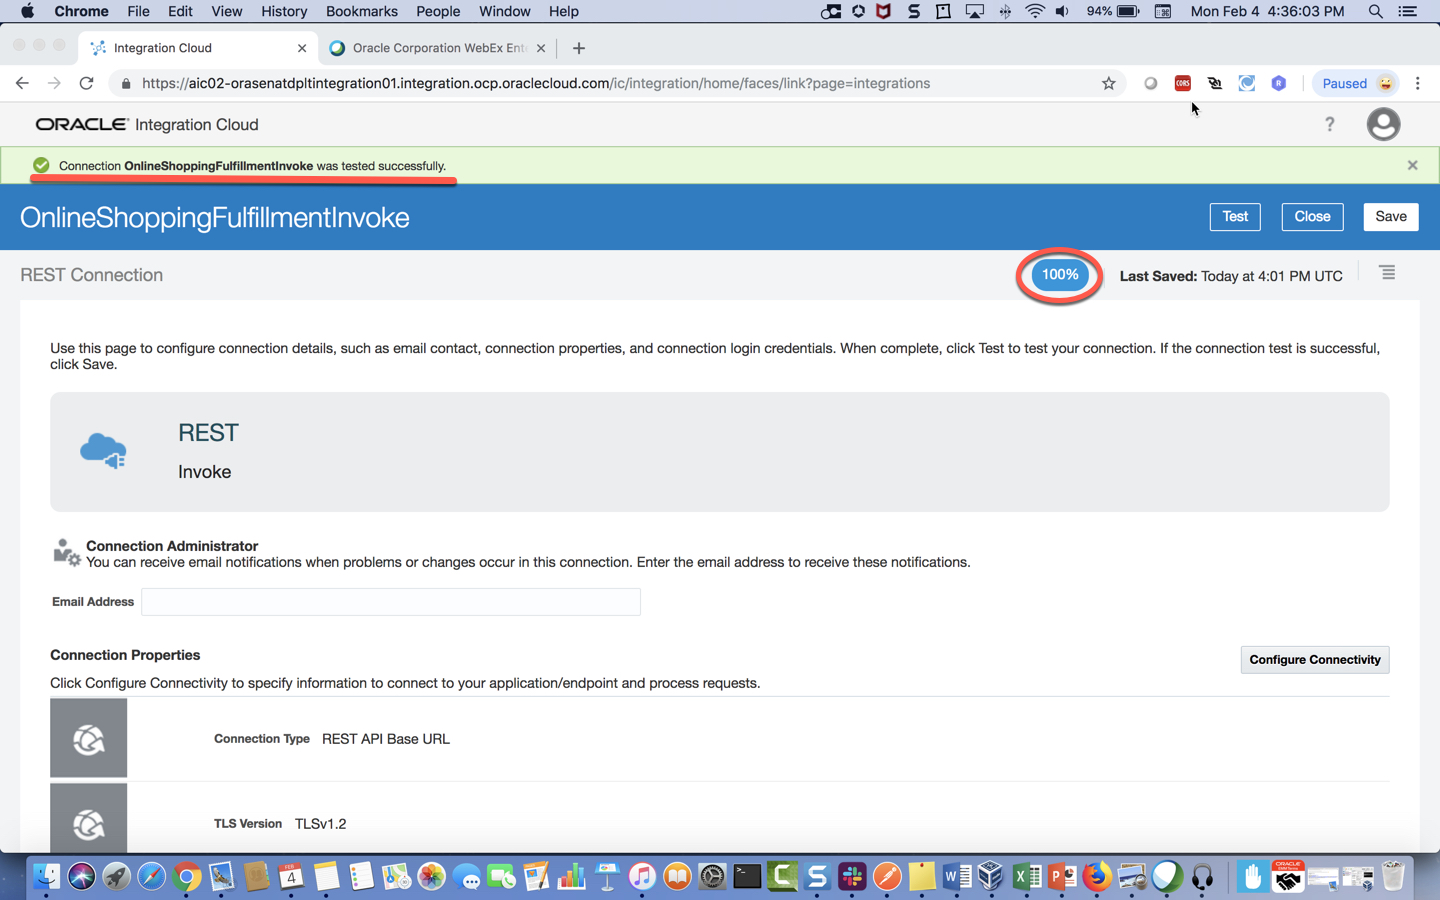 Chrome File Edit View History Bookmarks People Window Help 94% Mon Feb 4 4:36:03 PM
Integration Cloud Oracle Corporation WebEx Ent
https://aic02-orasenatdpltintegration01.integration.ocp.oraclecloud.com/ic/integration/home/faces/link?page=integrations CORS R Paused
ORACLE Integration Cloud ?
Connection OnlineShoppingFulfillmentInvoke was tested successfully.
OnlineShoppingFulfillmentInvoke Test Close Save
REST Connection 100% Last Saved: Today at 4:01 PM UTC
Use this page to configure connection details, such as email contact, connection properties, and connection login credentials. When complete, click Test to test your connection. If the connection test is successful,
click Save.
REST
Invoke
Connection Administrator
You can receive email notifications when problems or changes occur in this connection. Enter the email address to receive these notifications.
Email Address
Connection Properties Configure Connectivity
Click Configure Connectivity to specify information to connect to your application/endpoint and process requests.
Connection Type REST API Base URL
TLS Version TLSv1.2
FEB
4
ORACLE